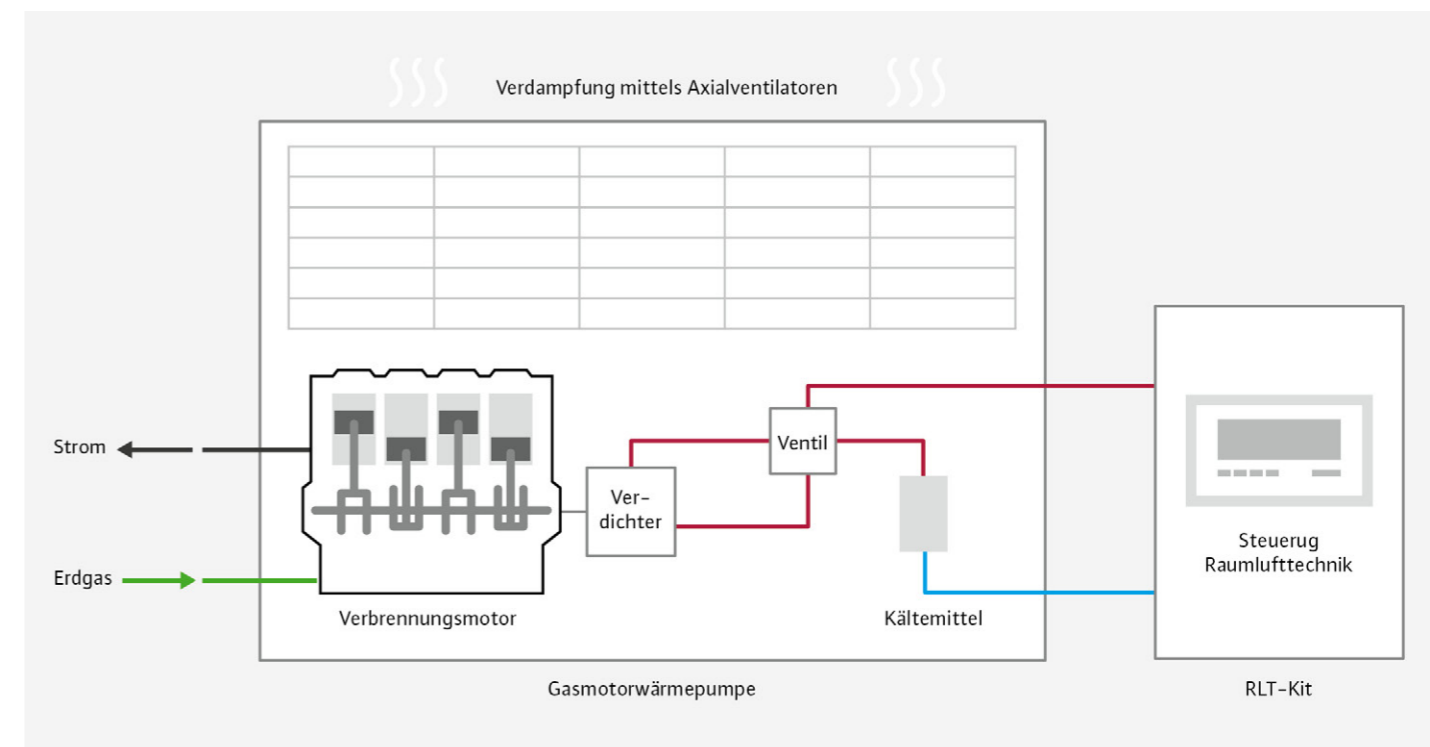 Verdampfung mittels Axialventilatoren
Strom
Ventil
Ver-
dichter
Erdgas
Steuerug
Raumlufttechnik
Verbrennungsmotor
Kältemittel
Gasmotorwärmepumpe
RLT-Kit